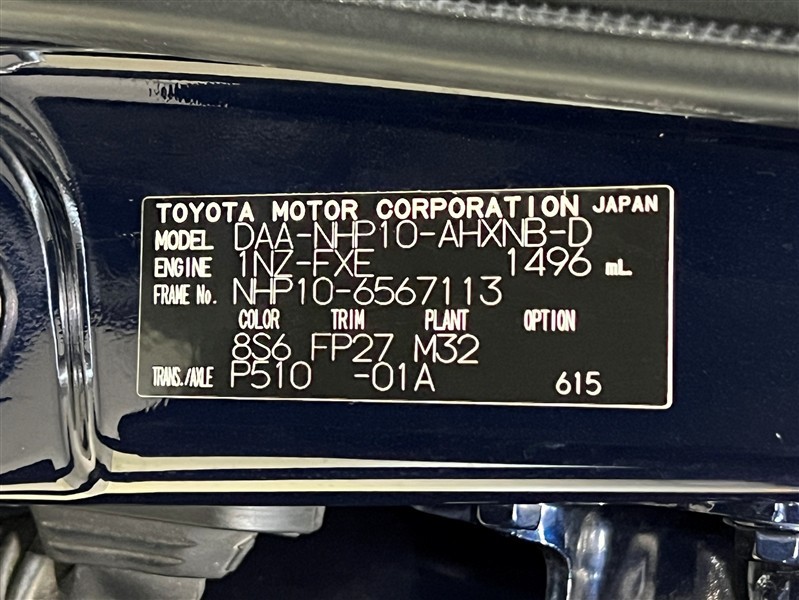 TOYOTA MOTOR CORPORATION JAPAN
MODEL DAA-NHP10-AHXNB-D
ENGINE 1NZ-FXE 1496 mL
FRAME No. NHP10-6567113
COLOR TRIM PLANT OPTION
8S6 FP27 M32
TRANS./AXLE P510 -01A 615